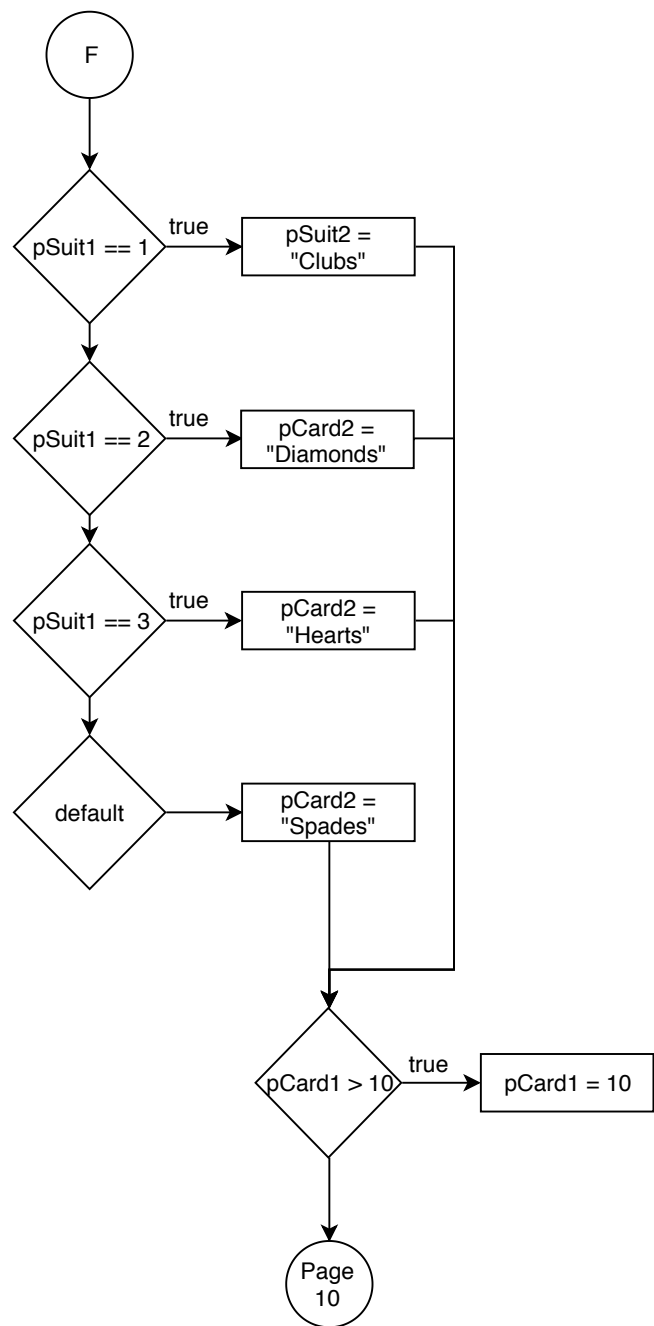 F
pSuit1 == 1
true
pSuit2 =
"Clubs"
pSuit1 == 2
true
pCard2 =
"Diamonds"
pSuit1 == 3
true
pCard2 =
"Hearts"
default
pCard2 =
"Spades"
pCard1 > 10
true
pCard1 = 10
Page
10